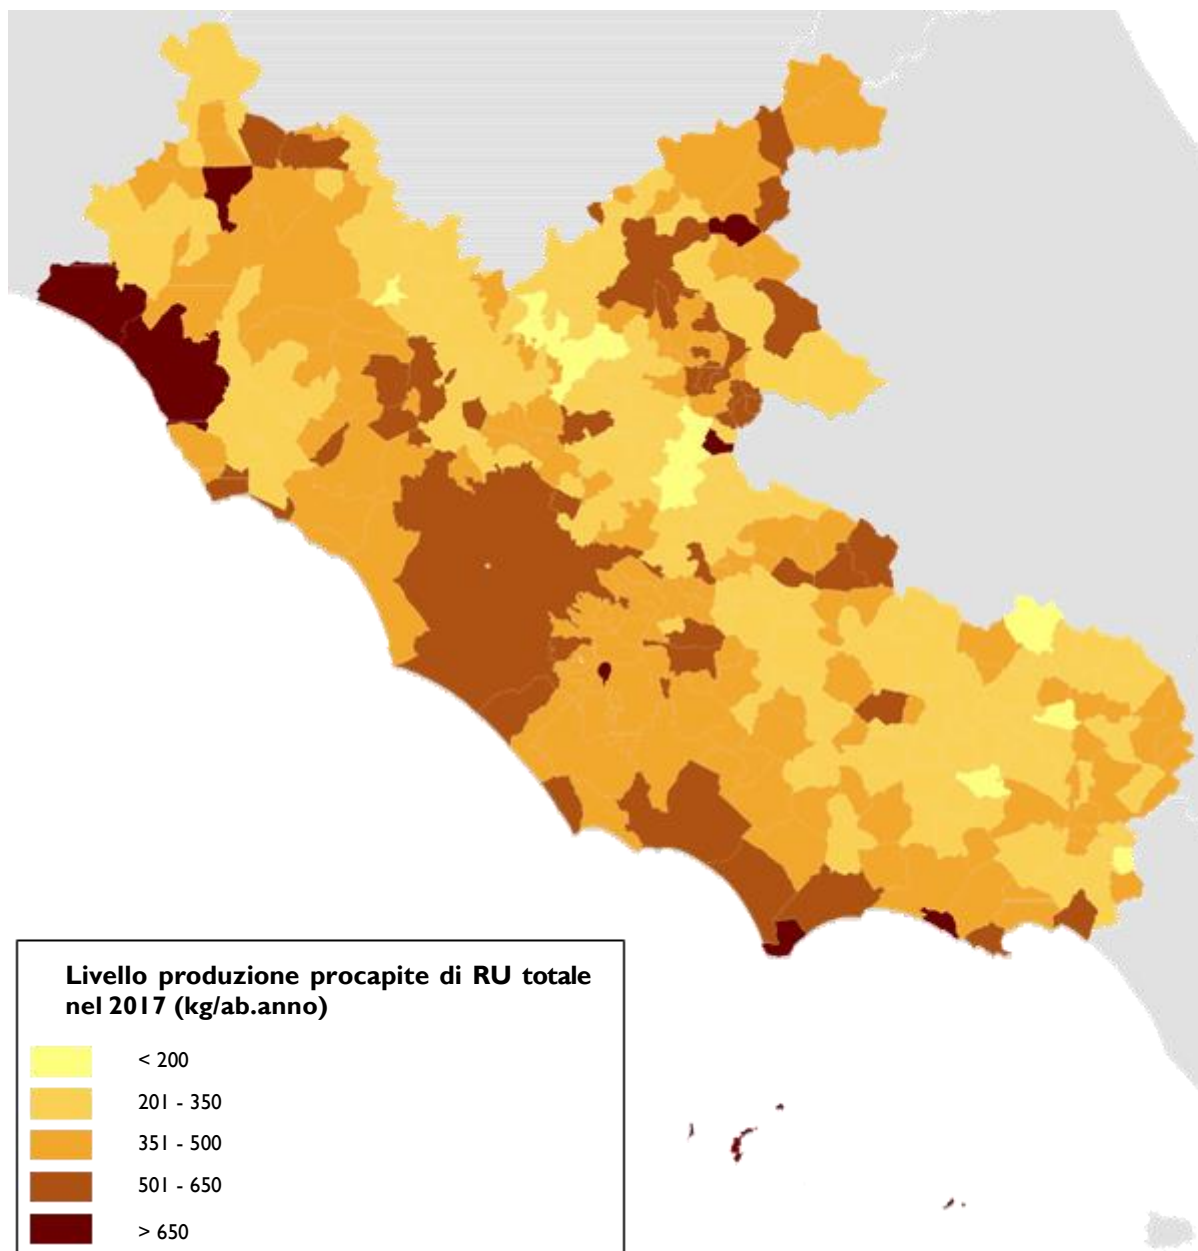 Livello produzione procapite di RU totale
nel 2017 (kg/ab.anno)
< 200
201 - 350
351 - 500
501 - 650
> 650